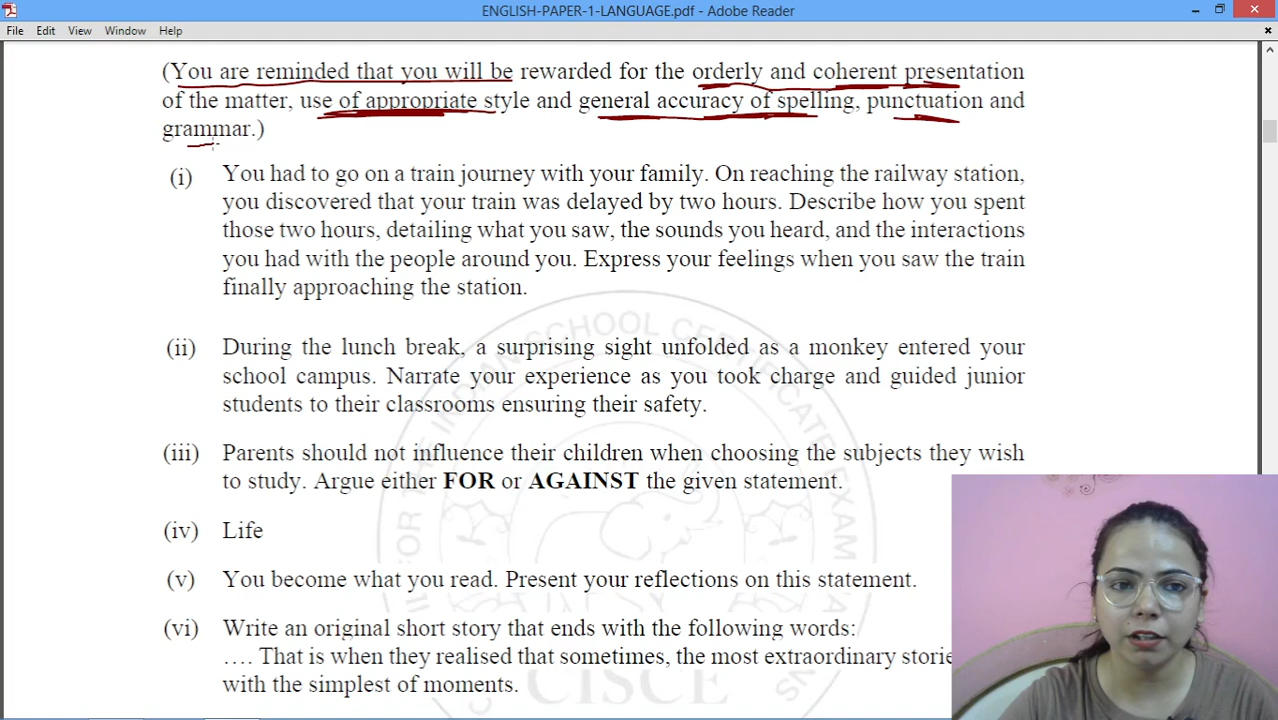 ENGLISH-PAPER-1-LANGUAGE.pdf - Adobe Reader
File Edit View Window Help
(You are reminded that you will be rewarded for the orderly and coherent presentation
of the matter, use of appropriate style and general accuracy of spelling, punctuation and
grammar.)
(i) You had to go on a train journey with your family. On reaching the railway station,
you discovered that your train was delayed by two hours. Describe how you spent
those two hours, detailing what you saw, the sounds you heard, and the interactions
you had with the people around you. Express your feelings when you saw the train
finally approaching the station.
(ii) During the lunch break, a surprising sight unfolded as a monkey entered your
school campus. Narrate your experience as you took charge and guided junior
students to their classrooms ensuring their safety.
(iii) Parents should not influence their children when choosing the subjects they wish
to study. Argue either FOR or AGAINST the given statement.
(iv) Life
(v) You become what you read. Present your reflections on this statement.
(vi) Write an original short story that ends with the following words:
.... That is when they realised that sometimes, the most extraordinary storie
with the simplest of moments.
FOR THE INDIAN SCHOOL CERTIFICATE EXAM
CISCE